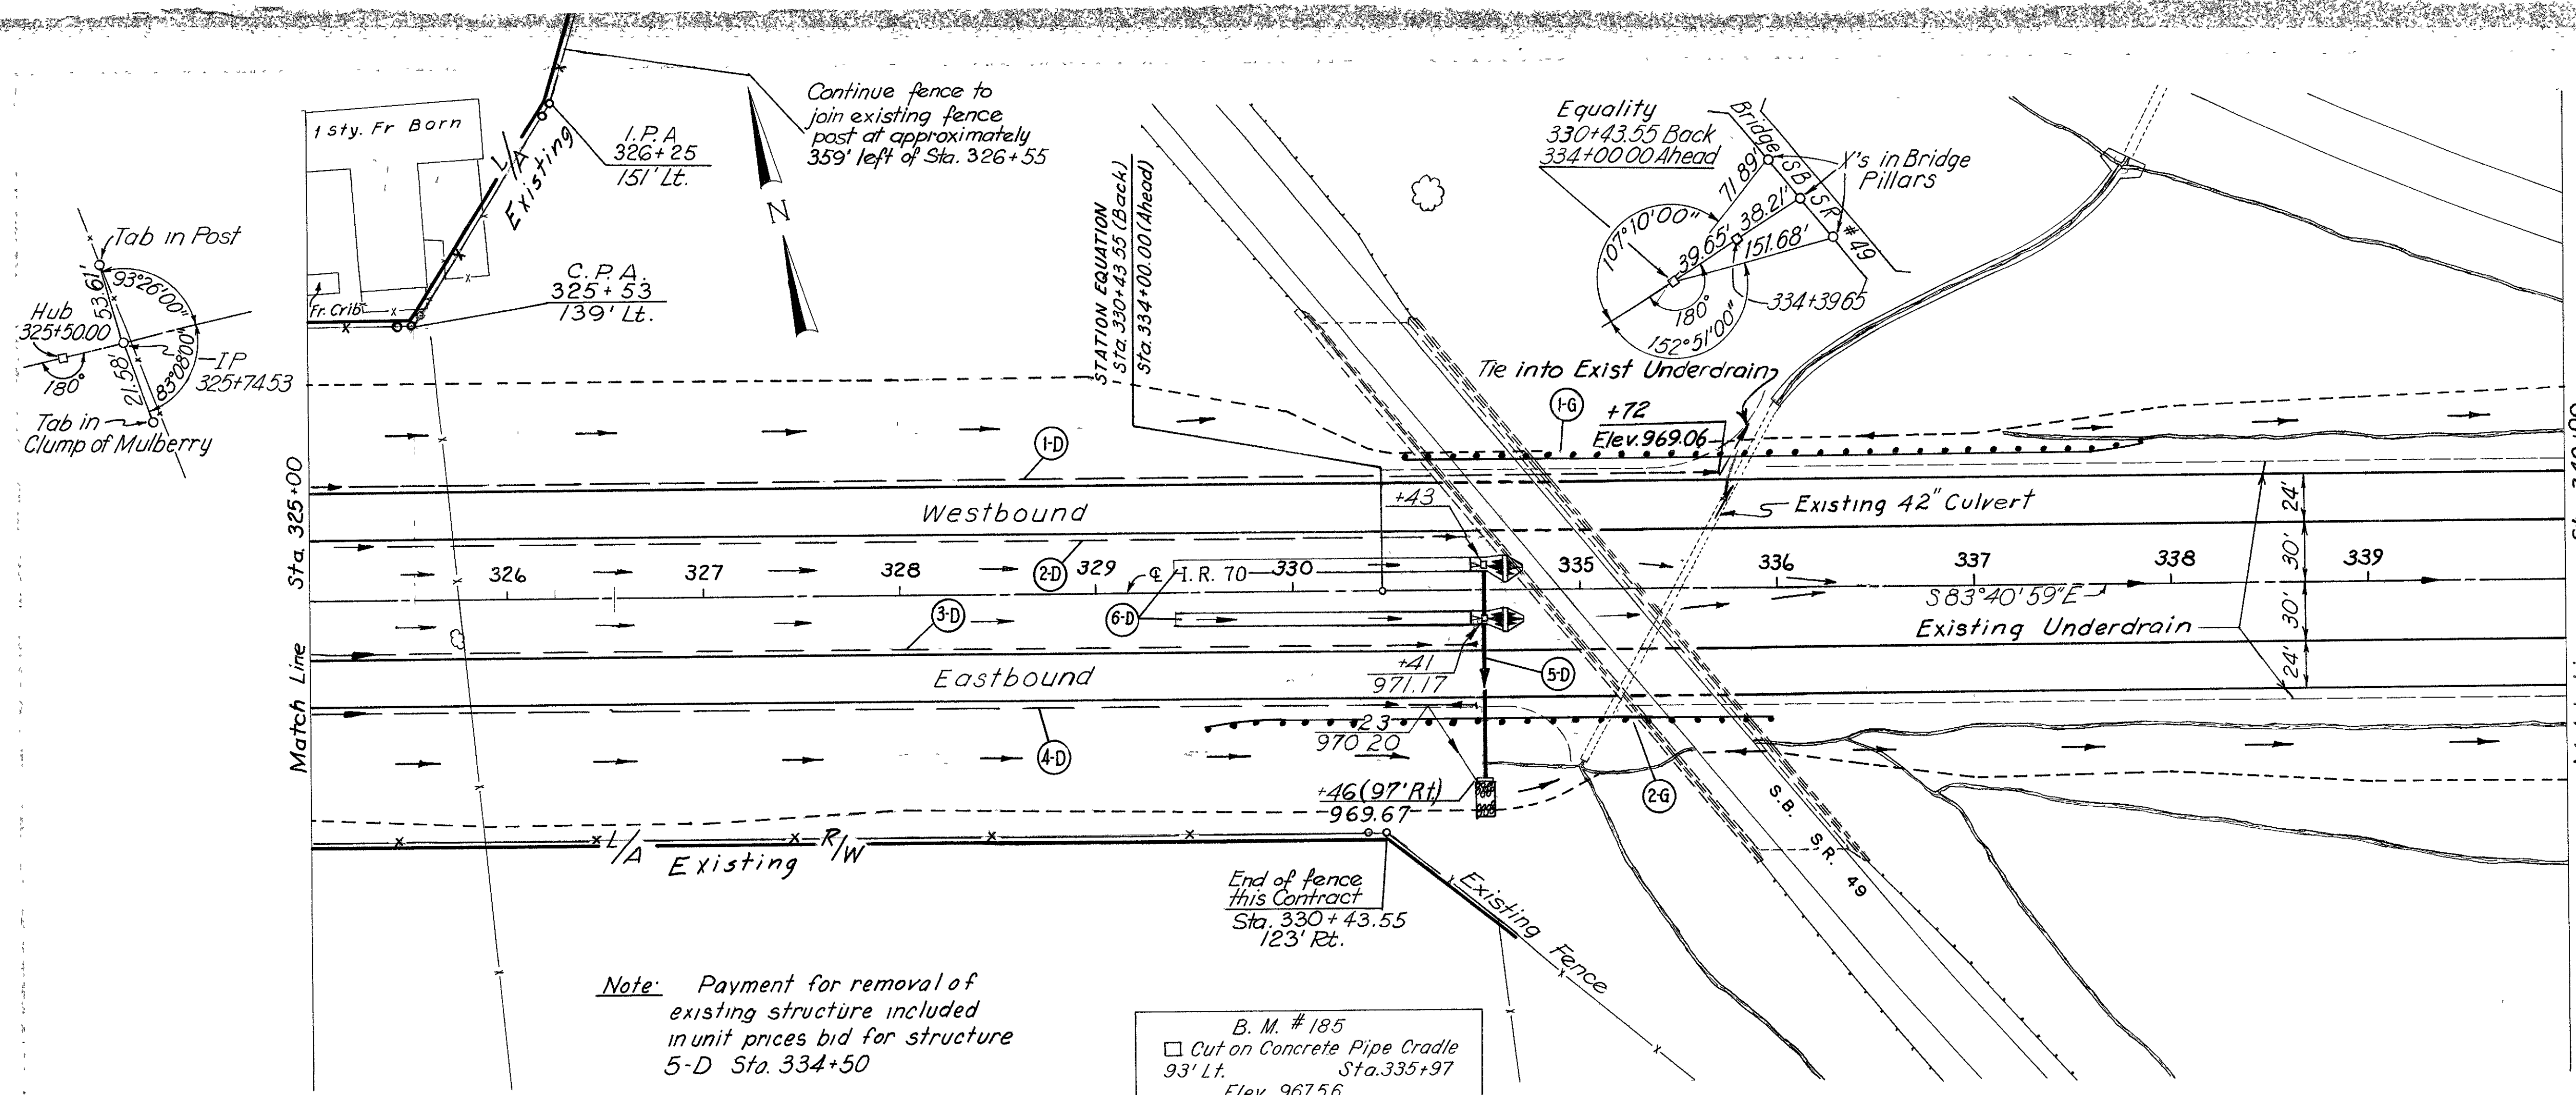 1 Sty. Fr Barn
L/A
Existing
I.P.A
326+25
151' Lt.
Continue fence to
join existing fence
post at approximately
359' left of Sta. 326+55
C.P.A.
325+53
139' Lt.
Fr. Crib
N
Tab in Post
53.61'
93°26'00"
Hub
325+50.00
180°
21.58'
83°08'00"
I P
325+74.53
Tab in
Clump of Mulberry
STATION EQUATION
Sta. 330+43 55 (Back)
Sta. 334+00.00 (Ahead)
Equality
330+43.55 Back
334+00 00 Ahead
Bridge SB SR #49
X's in Bridge
Pillars
71 89'
38.21'
39.65'
151.68'
107°10'00"
180°
152°51'00"
334+3965
Tie into Exist Underdrain
1-G
+72
Elev. 969.06
Match Line Sta. 325+00
1-D
Westbound
+43
Existing 42" Culvert
2-D
326
327
328
329
330
335
336
337
338
339
℄ I.R. 70
S 83°40'59"E
24'
30'
30'
24'
3-D
6-D
Existing Underdrain
Eastbound
+41
971.17
5-D
4-D
23
970 20
+46 (97' Rt.)
969.67
2-G
S.B. S.R. 49
L/A
R/W
Existing
End of fence
this Contract
Sta. 330+43.55
123' Rt.
Existing Fence
Note: Payment for removal of
existing structure included
in unit prices bid for structure
5-D Sta. 334+50
B. M. #185
□ Cut on Concrete Pipe Cradle
93' Lt. Sta. 335+97
Elev. 967.56